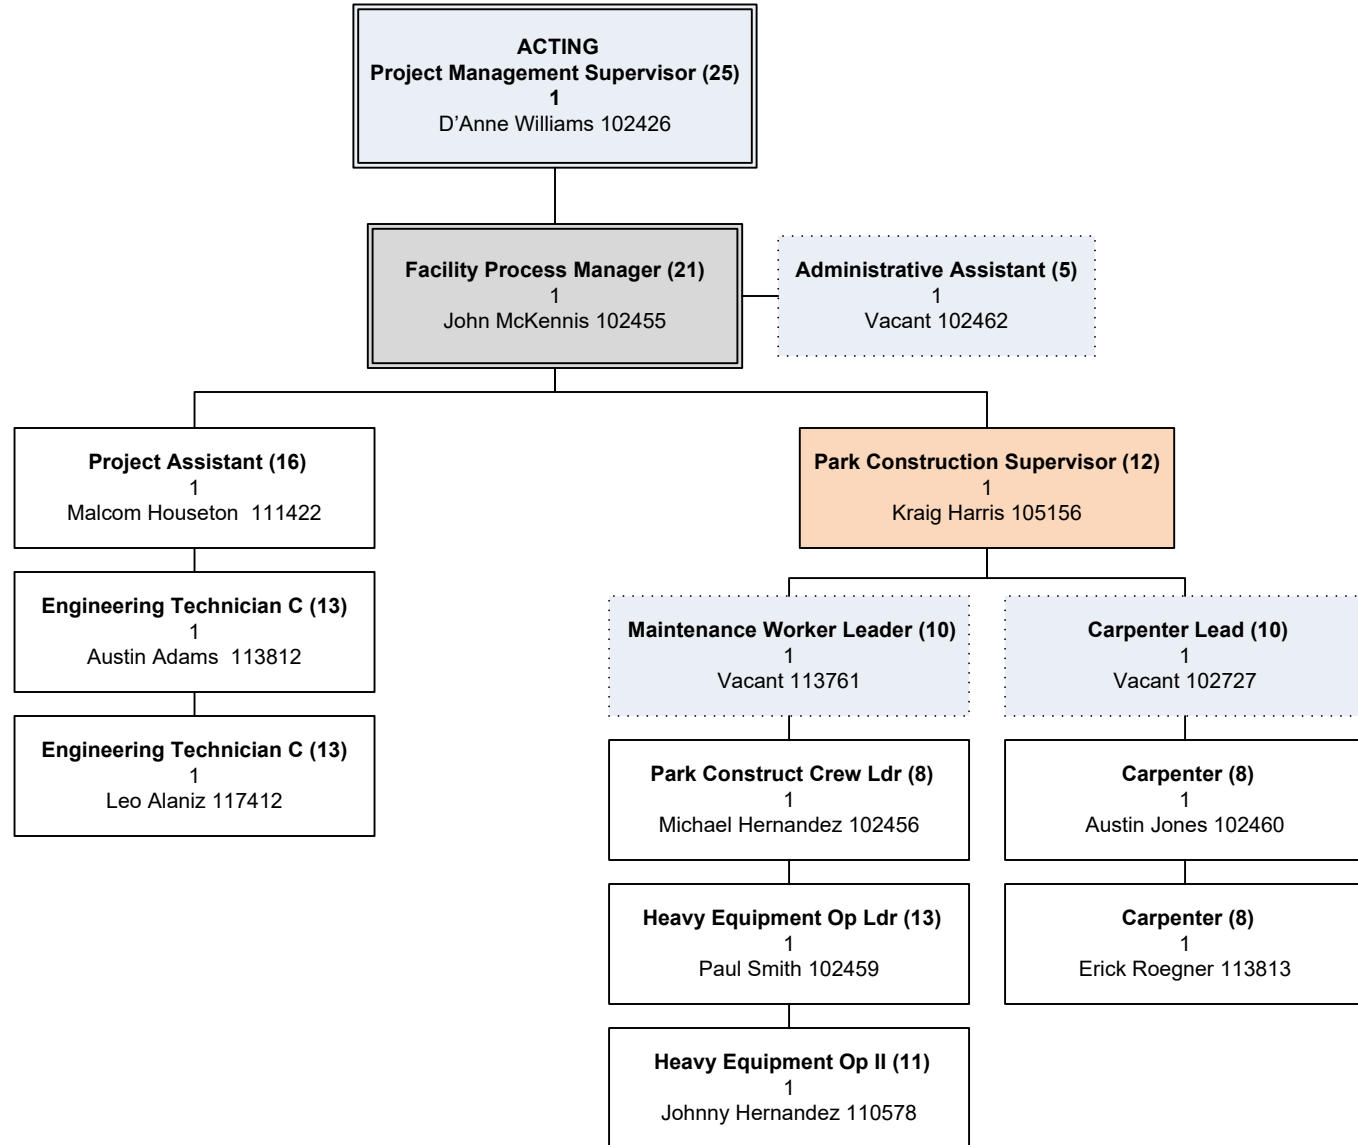 ACTING
Project Management Supervisor (25)
1
D’Anne Williams 102426
Facility Process Manager (21)
1
John McKennis 102455
Administrative Assistant (5)
1
Vacant 102462
Project Assistant (16)
1
Malcom Houseton  111422
Engineering Technician C (13)
1
Austin Adams  113812
Engineering Technician C (13)
1
Leo Alaniz 117412
Park Construction Supervisor (12)
1
Kraig Harris 105156
Maintenance Worker Leader (10)
1
Vacant 113761
Park Construct Crew Ldr (8)
1
Michael Hernandez 102456
Heavy Equipment Op Ldr (13)
1
Paul Smith 102459
Heavy Equipment Op II (11)
1
Johnny Hernandez 110578
Carpenter Lead (10)
1
Vacant 102727
Carpenter (8)
1
Austin Jones 102460
Carpenter (8)
1
Erick Roegner 113813